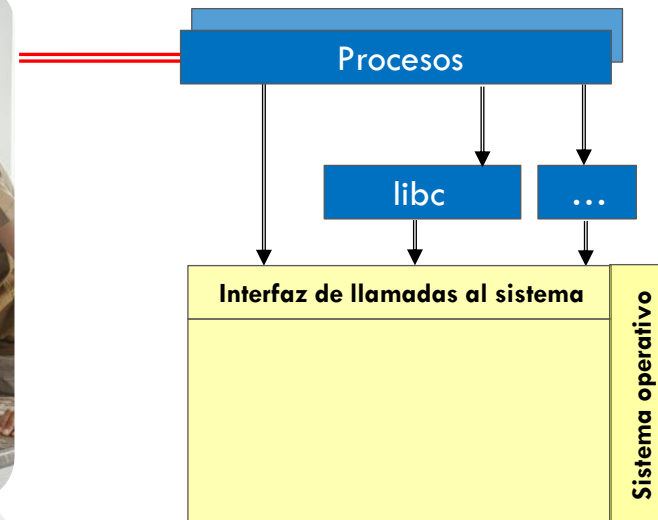 Procesos
libc
...
Interfaz de llamadas al sistema
Sistema operativo